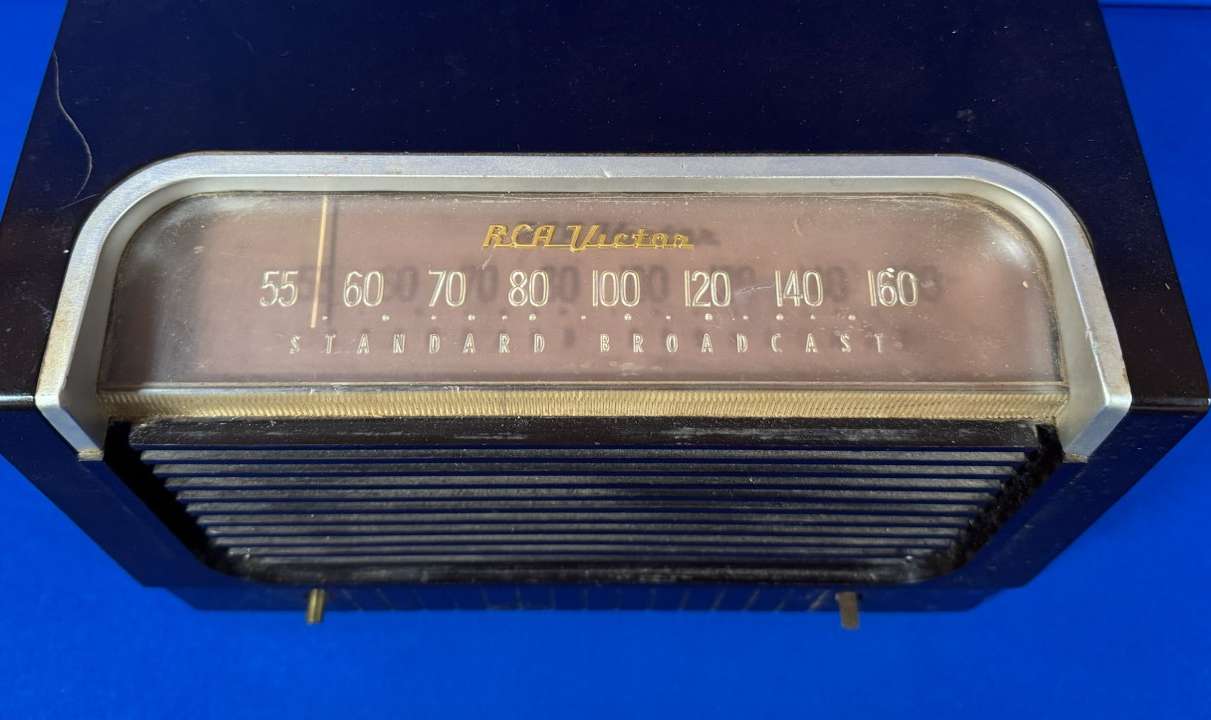 RCA Victor
55 60 70 80 100 120 140 160
STANDARD BROADCAST